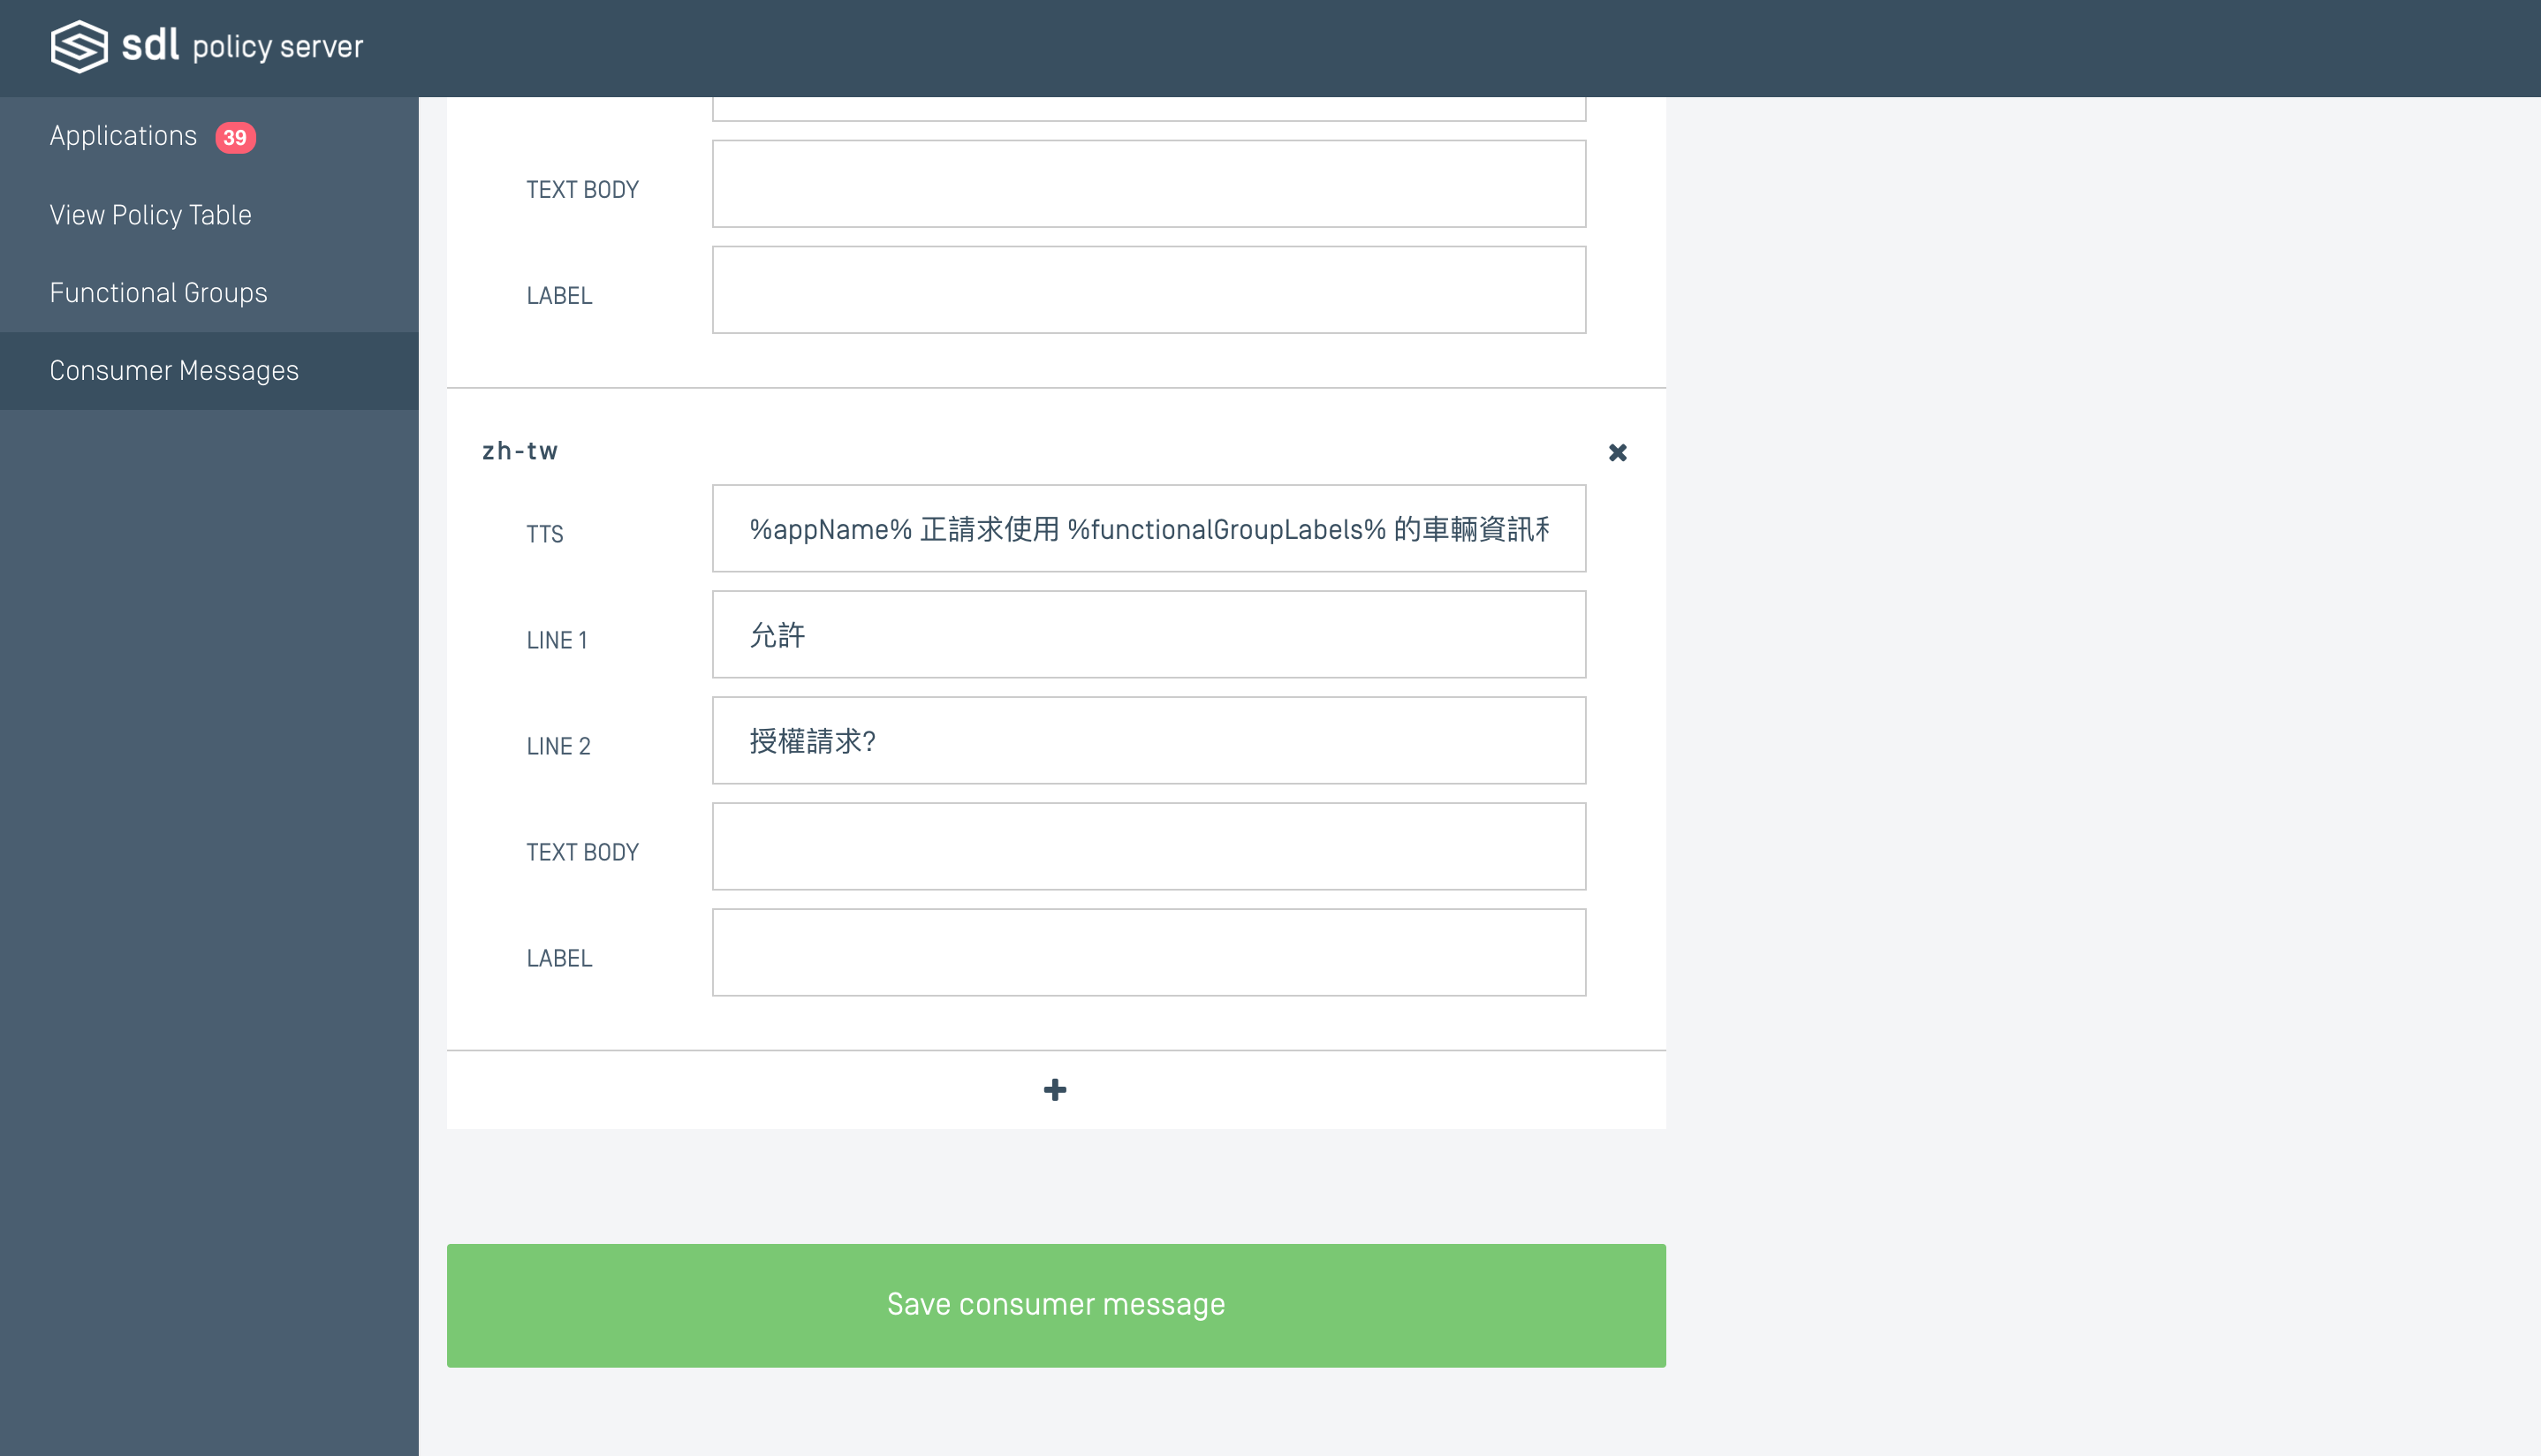 sdl policy server
Applications 39
View Policy Table
Functional Groups
Consumer Messages
TEXT BODY
LABEL
zh-tw
TTS
%appName% 正請求使用 %functionalGroupLabels% 的車輛資訊
LINE 1
允許
LINE 2
授權請求?
TEXT BODY
LABEL
Save consumer message